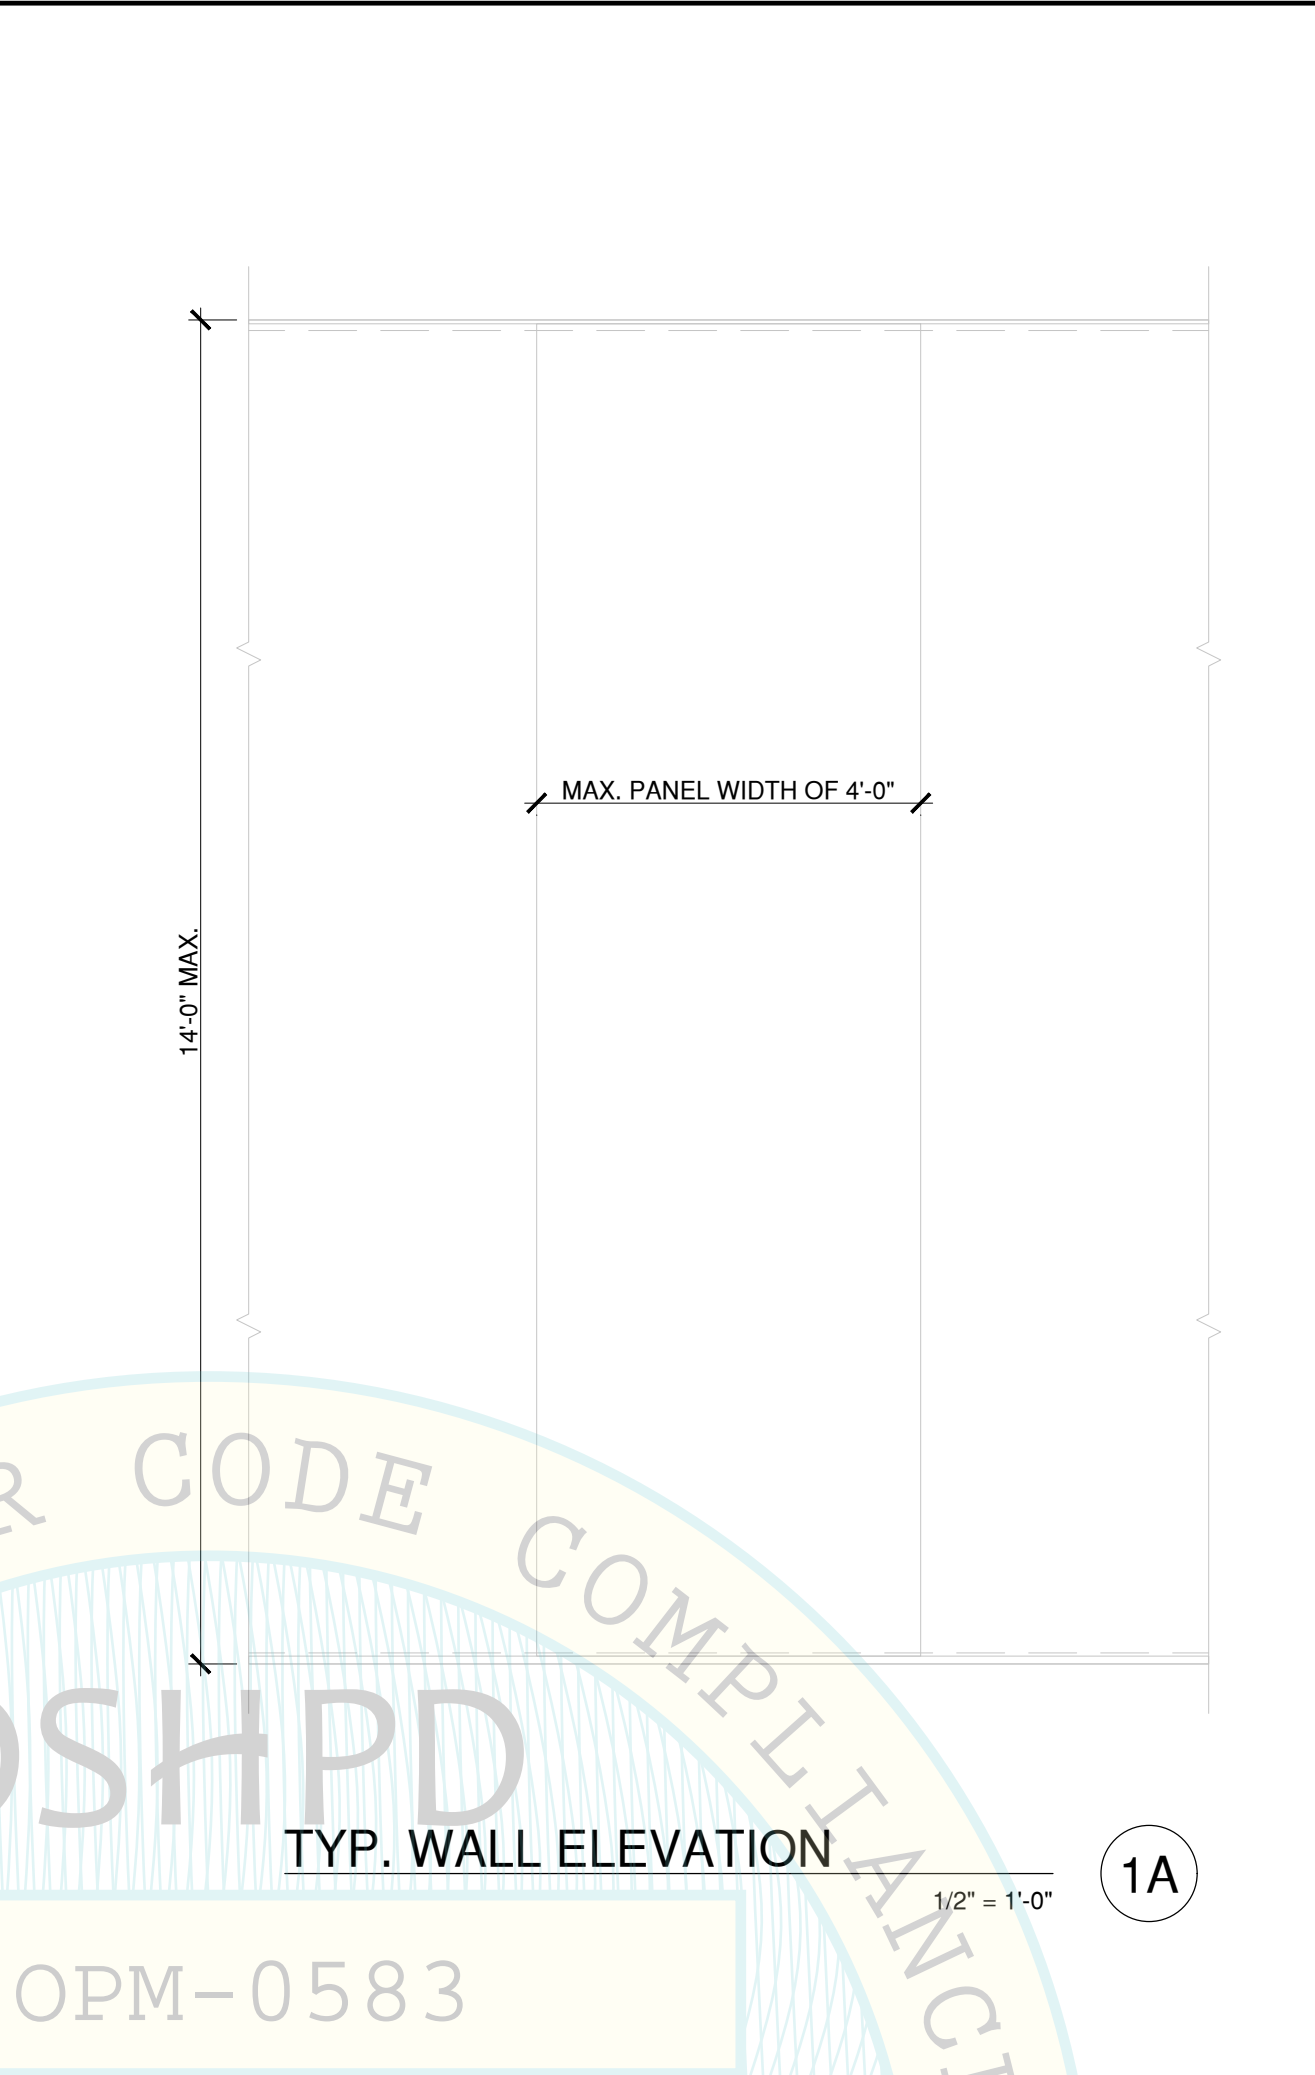 MAX. PANEL WIDTH OF 4'-0"
14'-0" MAX.
CODE COMPLIANC
OSHPD
TYP. WALL ELEVATION
1/2" = 1'-0"
1A
OPM-0583